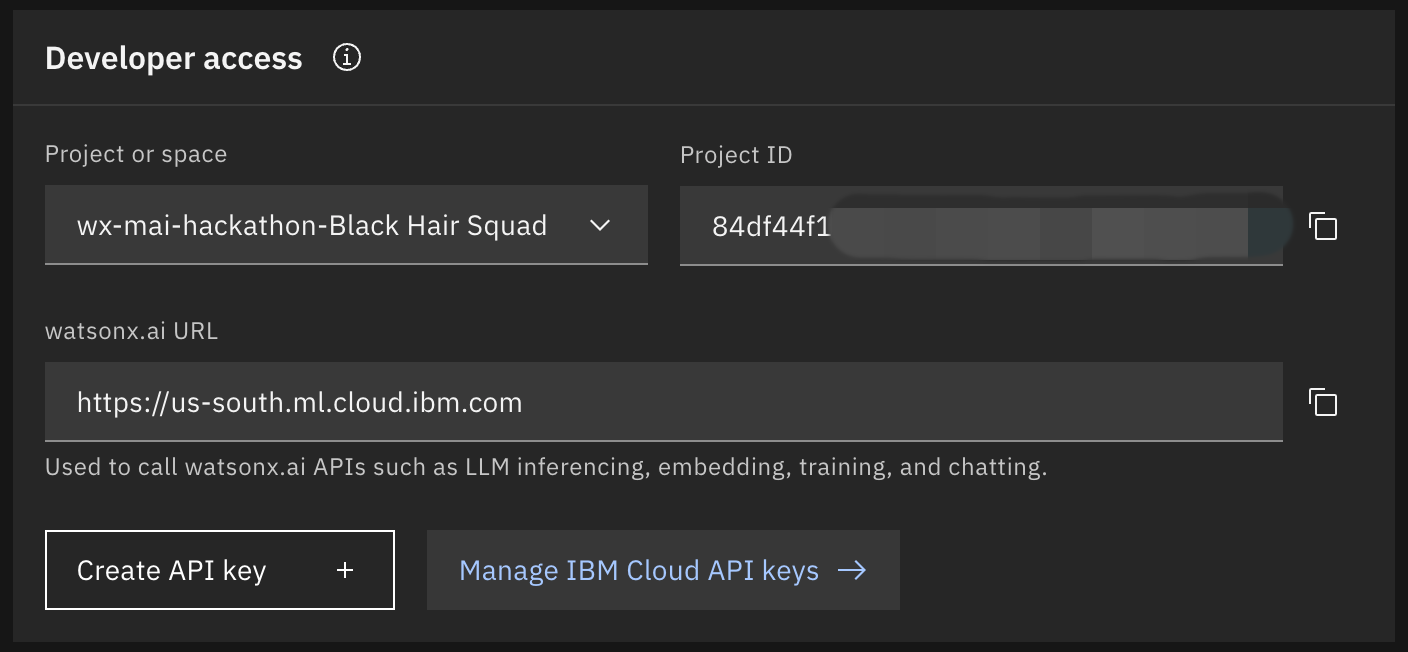 Developer access
Project or space
Project ID
wx-mai-hackathon-Black Hair Squad
84df44f1
watsonx.ai URL
https://us-south.ml.cloud.ibm.com
Used to call watsonx.ai APIs such as LLM inferencing, embedding, training, and chatting.
Create API key +
Manage IBM Cloud API keys →